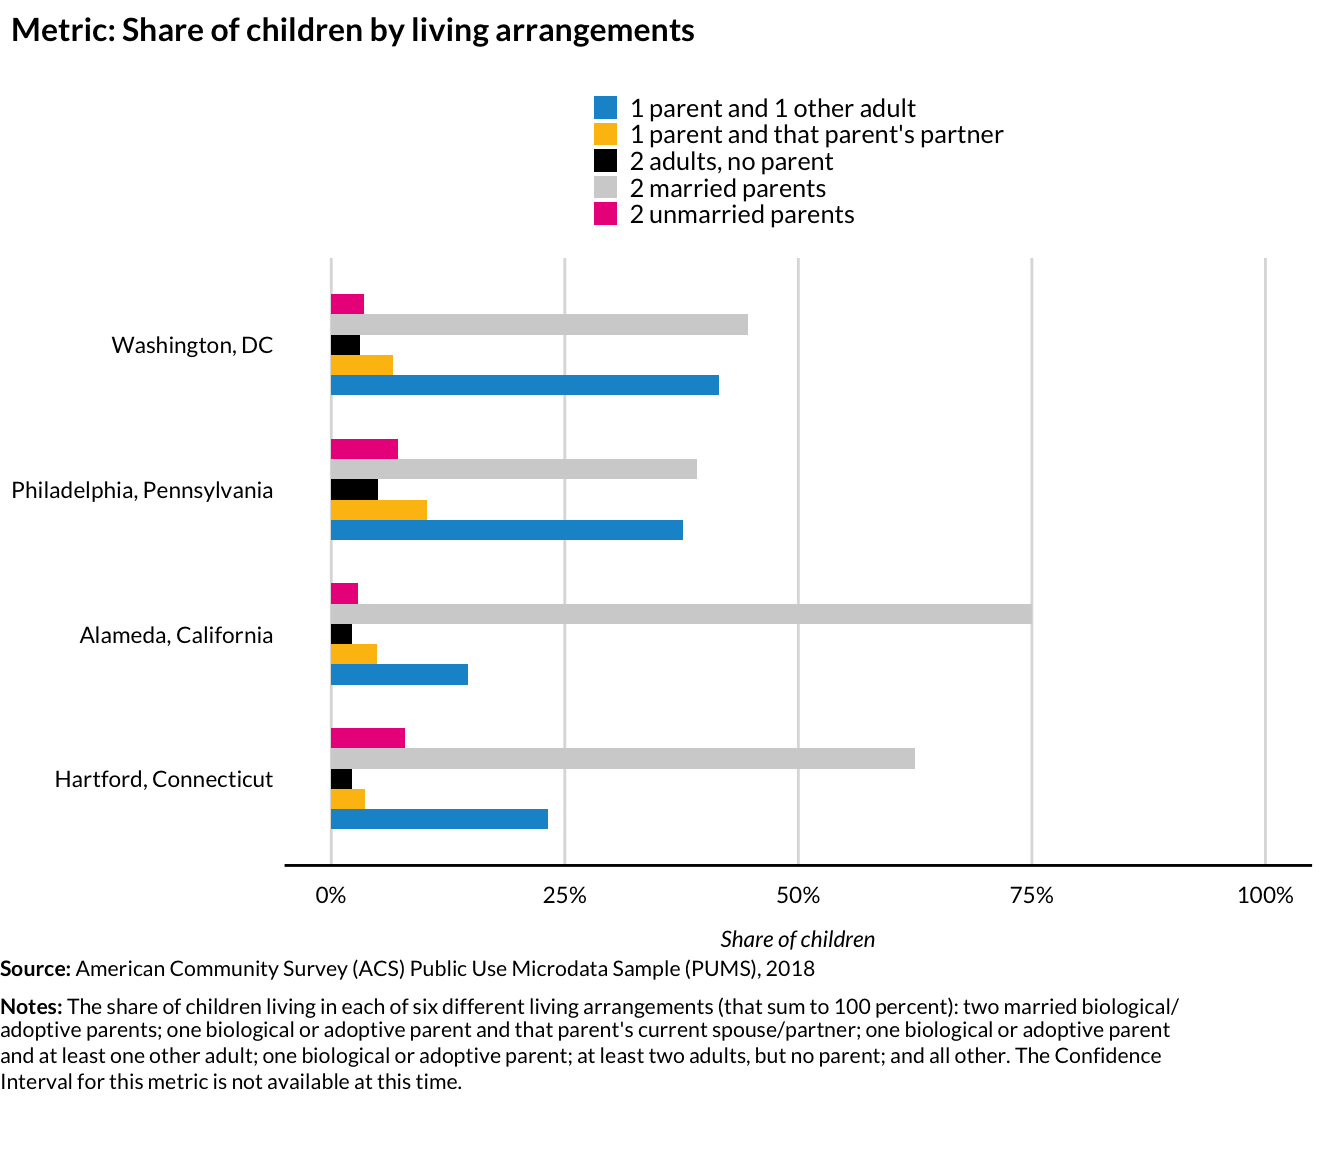 Metric: Share of children by living arrangements
1 parent and 1 other adult
1 parent and that parent's partner
2 adults, no parent
2 married parents
2 unmarried parents
Washington, DC
Philadelphia, Pennsylvania
Alameda, California
Hartford, Connecticut
0% 25% 50% 75% 100%
Share of children
Source: American Community Survey (ACS) Public Use Microdata Sample (PUMS), 2018
Notes: The share of children living in each of six different living arrangements (that sum to 100 percent): two married biological/
adoptive parents; one biological or adoptive parent and that parent's current spouse/partner; one biological or adoptive parent
and at least one other adult; one biological or adoptive parent; at least two adults, but no parent; and all other. The Confidence
Interval for this metric is not available at this time.